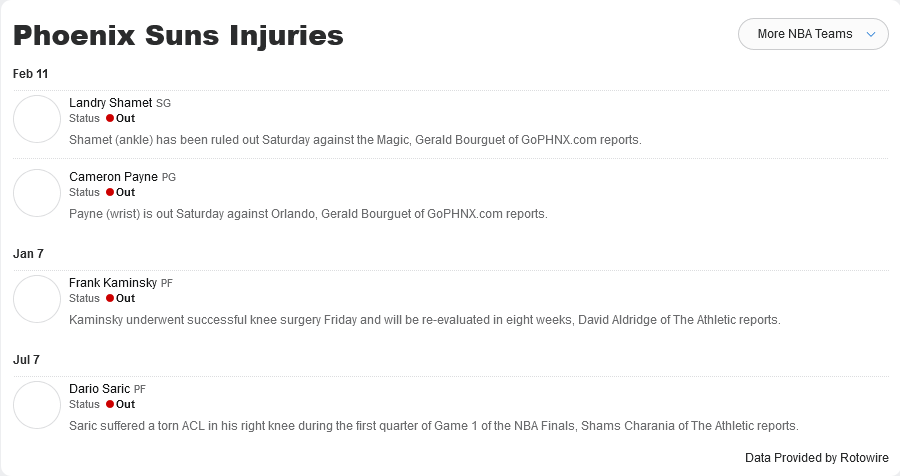 Phoenix Suns Injuries
More NBA Teams
Feb 11
Landry Shamet SG
Status Out
Shamet (ankle) has been ruled out Saturday against the Magic, Gerald Bourguet of GoPHNX.com reports.
Cameron Payne PG
Status Out
Payne (wrist) is out Saturday against Orlando, Gerald Bourguet of GoPHNX.com reports.
Jan 7
Frank Kaminsky PF
Status Out
Kaminsky underwent successful knee surgery Friday and will be re-evaluated in eight weeks, David Aldridge of The Athletic reports.
Jul 7
Dario Saric PF
Status Out
Saric suffered a torn ACL in his right knee during the first quarter of Game 1 of the NBA Finals, Shams Charania of The Athletic reports.
Data Provided by Rotowire